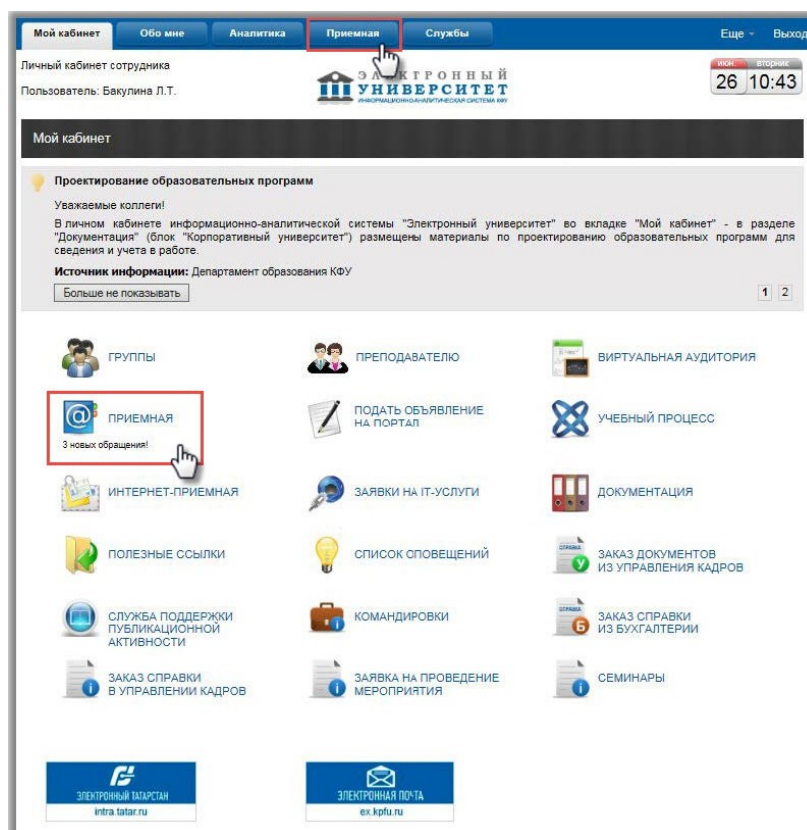 Мой кабинет Обо мне Аналитика Приемная Службы Еще Выход
Личный кабинет сотрудника
Пользователь: Бакулина Л.Т.
ЭЛЕКТРОННЫЙ
УНИВЕРСИТЕТ
ИНФОРМАЦИОННО-АНАЛИТИЧЕСКАЯ СИСТЕМА КФУ
июн. вторник
26 10:43
Мой кабинет
Проектирование образовательных программ
Уважаемые коллеги!
В личном кабинете информационно-аналитической системы "Электронный университет" во вкладке "Мой кабинет" - в разделе
"Документация" (блок "Корпоративный университет") размещены материалы по проектированию образовательных программ для
сведения и учета в работе.
Источник информации: Департамент образования КФУ
Больше не показывать 1 2
ГРУППЫ ПРЕПОДАВАТЕЛЮ ВИРТУАЛЬНАЯ АУДИТОРИЯ
ПРИЕМНАЯ
3 новых обращения!
ПОДАТЬ ОБЪЯВЛЕНИЕ
НА ПОРТАЛ
УЧЕБНЫЙ ПРОЦЕСС
ИНТЕРНЕТ-ПРИЕМНАЯ ЗАЯВКИ НА IT-УСЛУГИ ДОКУМЕНТАЦИЯ
ПОЛЕЗНЫЕ ССЫЛКИ СПИСОК ОПОВЕЩЕНИЙ
СПРАВКА
У
ЗАКАЗ ДОКУМЕНТОВ
ИЗ УПРАВЛЕНИЯ КАДРОВ
СЛУЖБА ПОДДЕРЖКИ
ПУБЛИКАЦИОННОЙ
АКТИВНОСТИ
КОМАНДИРОВКИ
СПРАВКА
Б
ЗАКАЗ СПРАВКИ
ИЗ БУХГАЛТЕРИИ
ЗАКАЗ СПРАВКИ
В УПРАВЛЕНИИ КАДРОВ
ЗАЯВКА НА ПРОВЕДЕНИЕ
МЕРОПРИЯТИЯ
СЕМИНАРЫ
ЭЛЕКТРОННЫЙ ТАТАРСТАН
intra.tatar.ru
ЭЛЕКТРОННАЯ ПОЧТА
ex.kpfu.ru